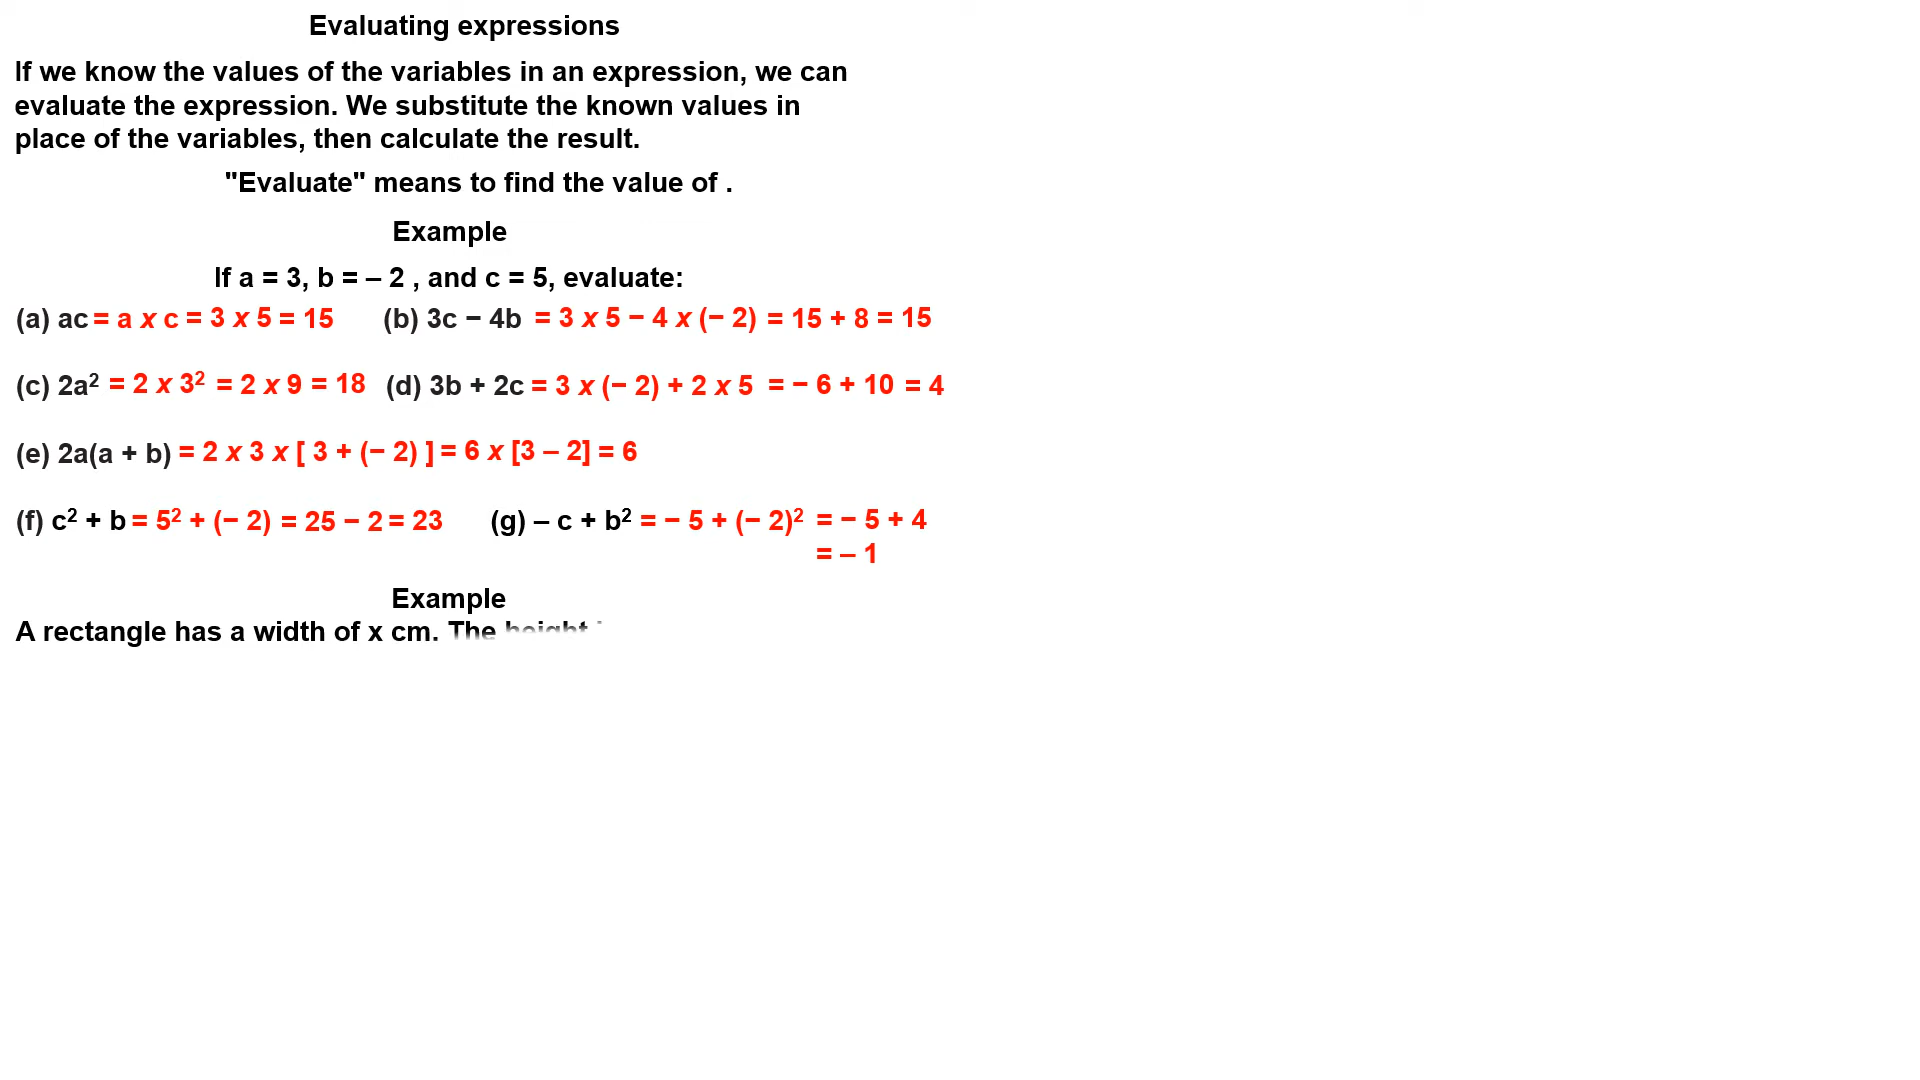 Evaluating expressions
If we know the values of the variables in an expression, we can
evaluate the expression. We substitute the known values in
place of the variables, then calculate the result.
"Evaluate" means to find the value of .
Example
If a = 3, b = – 2 , and c = 5, evaluate:
(a) ac = a x c = 3 x 5 = 15 (b) 3c − 4b = 3 x 5 − 4 x (− 2) = 15 + 8 = 15
(c) 2a² = 2 x 3² = 2 x 9 = 18 (d) 3b + 2c = 3 x (− 2) + 2 x 5 = − 6 + 10 = 4
(e) 2a(a + b) = 2 x 3 x [ 3 + (− 2) ] = 6 x [3 – 2] = 6
(f) c² + b = 5² + (− 2) = 25 − 2 = 23 (g) – c + b² = − 5 + (− 2)² = − 5 + 4
= – 1
Example
A rectangle has a width of x cm. The height